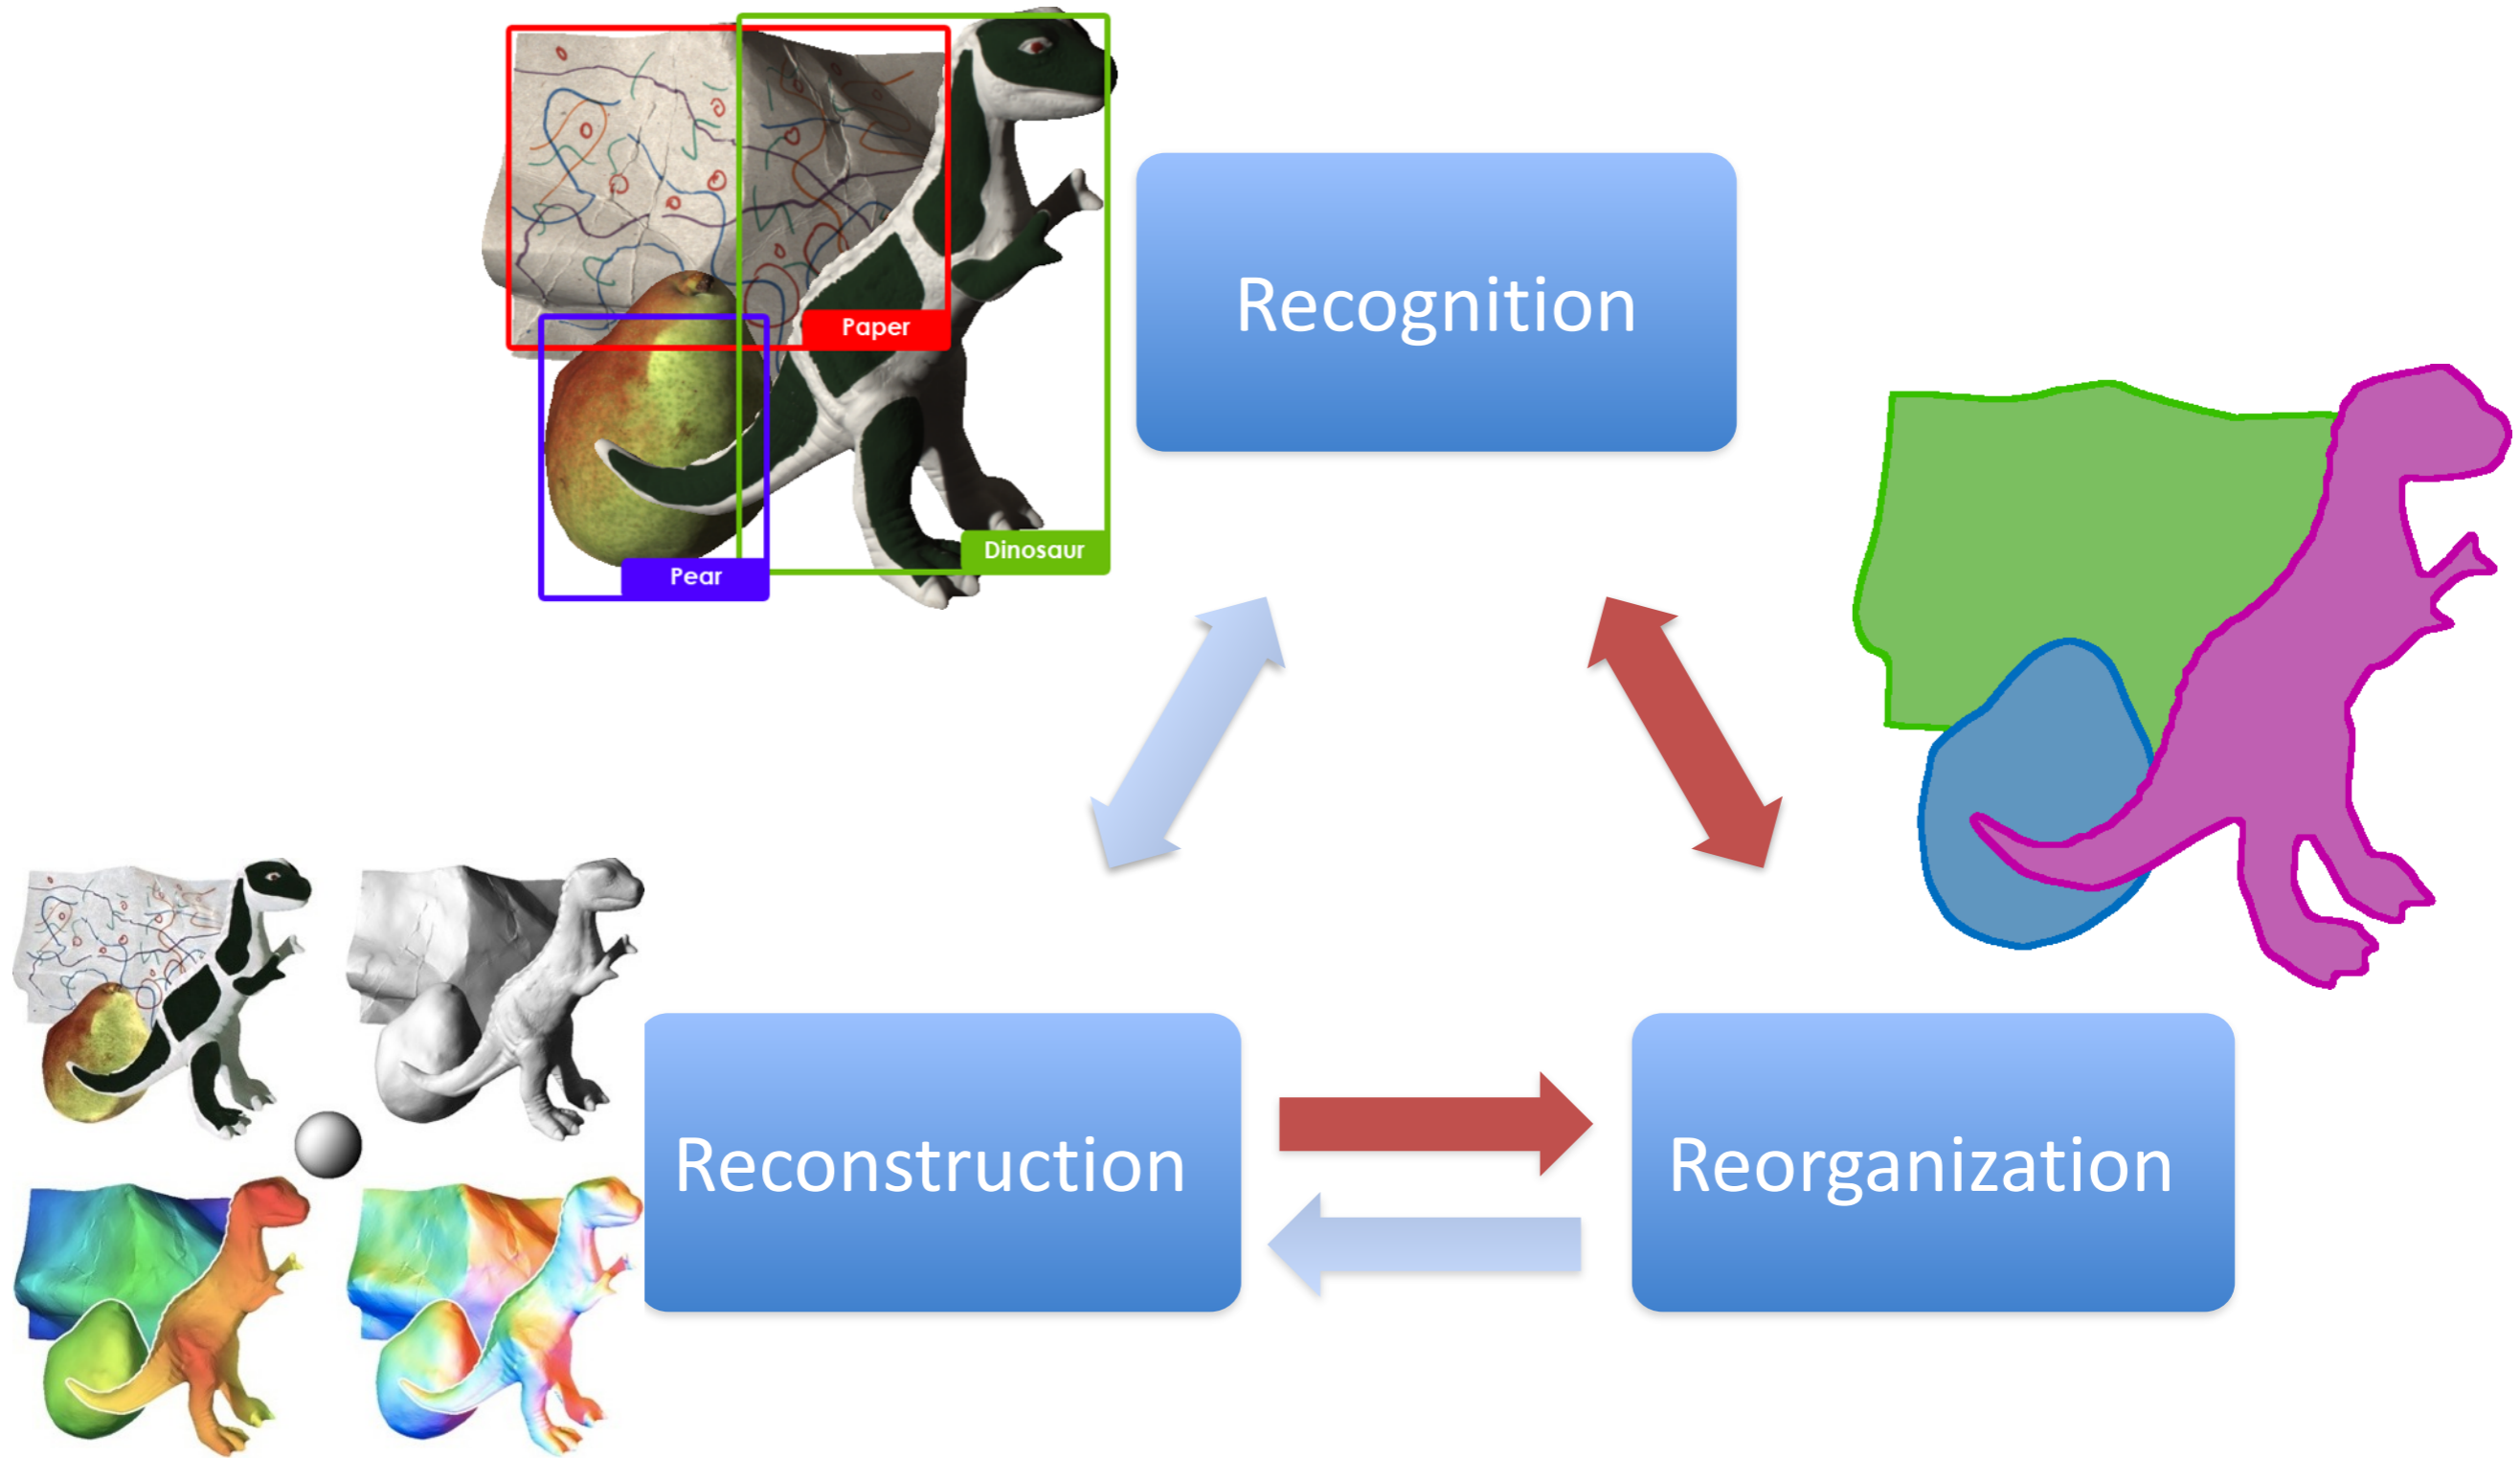 Paper
Recognition
Dinosaur
Pear
Reconstruction
Reorganization